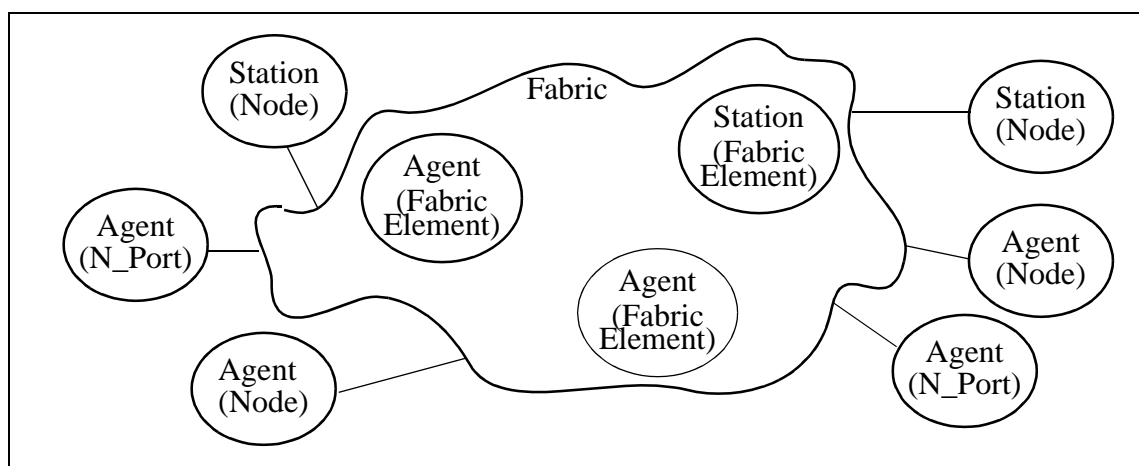 Station
(Node)
Fabric
Station
(Fabric
Element)
Station
(Node)
Agent
(Fabric
Element)
Agent
(N_Port)
Agent
(Node)
Agent
(Fabric
Element)
Agent
(Node)
Agent
(N_Port)